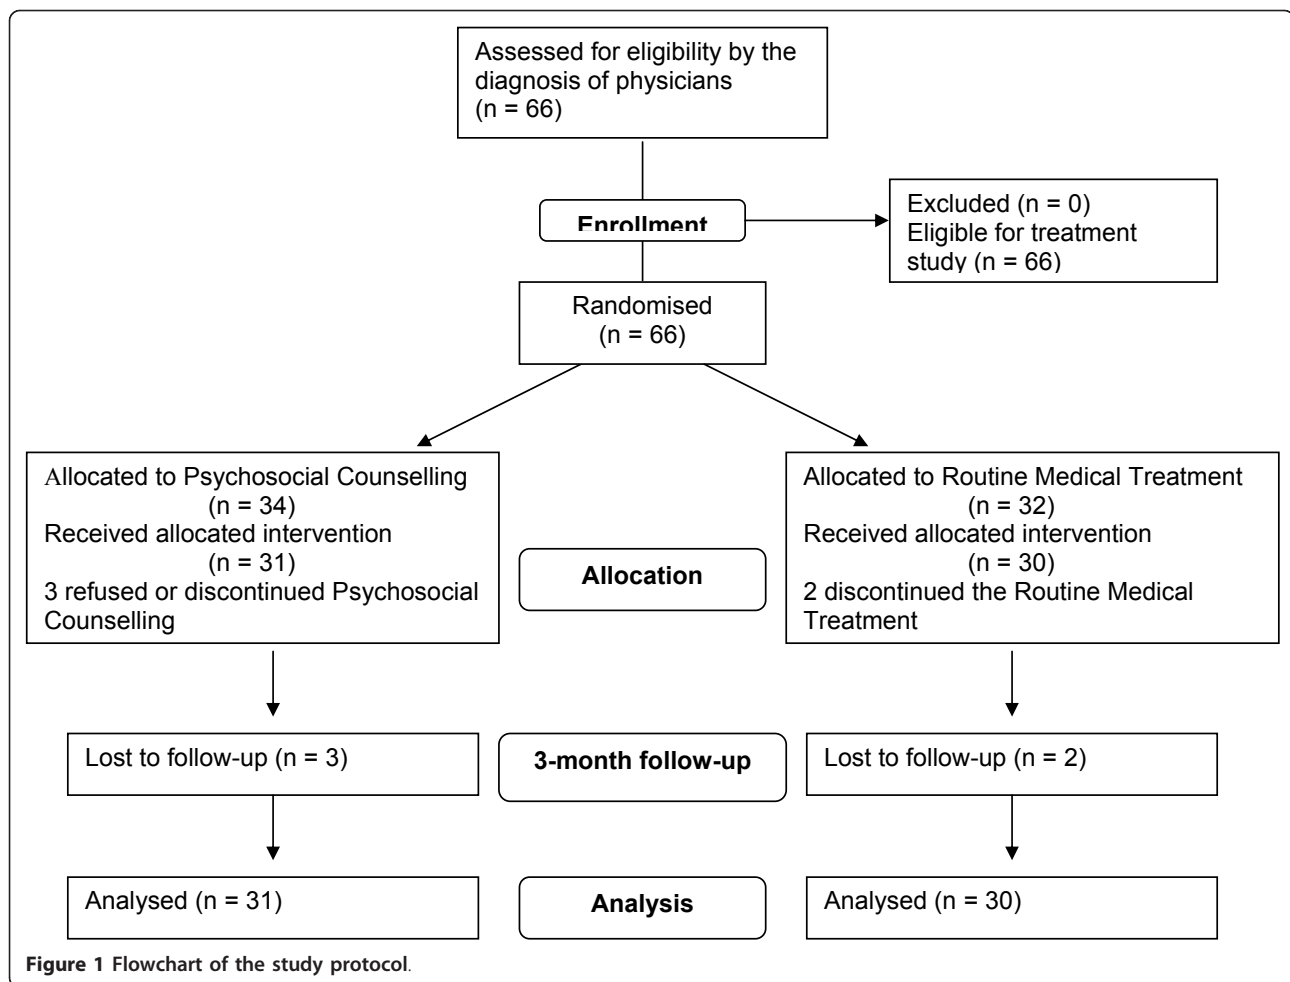 Assessed for eligibility by the
diagnosis of physicians
(n = 66)
Enrollment
Excluded (n = 0)
Eligible for treatment
study (n = 66)
Randomised
(n = 66)
Allocated to Psychosocial Counselling
(n = 34)
Received allocated intervention
(n = 31)
3 refused or discontinued Psychosocial
Counselling
Allocation
Allocated to Routine Medical Treatment
(n = 32)
Received allocated intervention
(n = 30)
2 discontinued the Routine Medical
Treatment
Lost to follow-up (n = 3)
3-month follow-up
Lost to follow-up (n = 2)
Analysed (n = 31)
Analysis
Analysed (n = 30)
Figure 1 Flowchart of the study protocol.